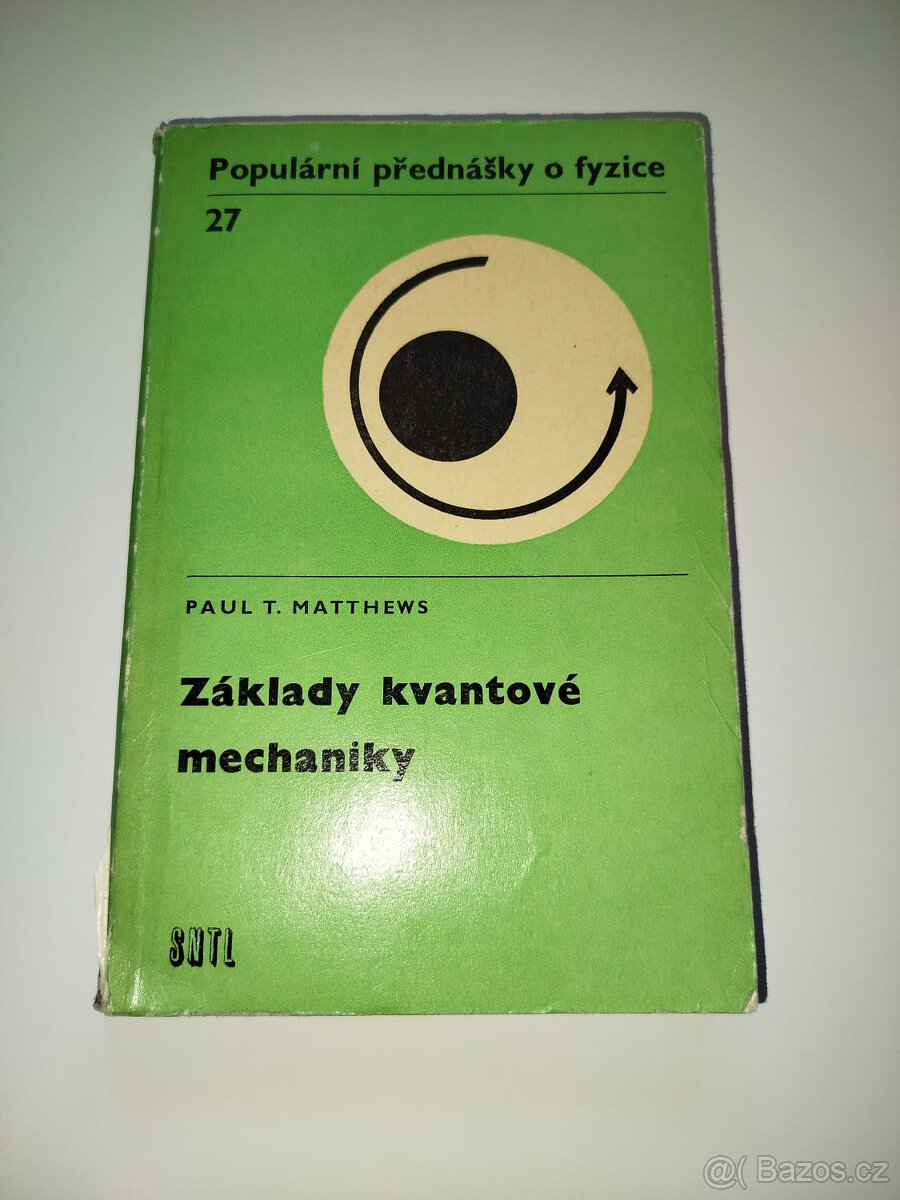 Populární přednášky o fyzice
27
PAUL T. MATTHEWS
Základy kvantové
mechaniky
SNTL
@( Bazos.cz